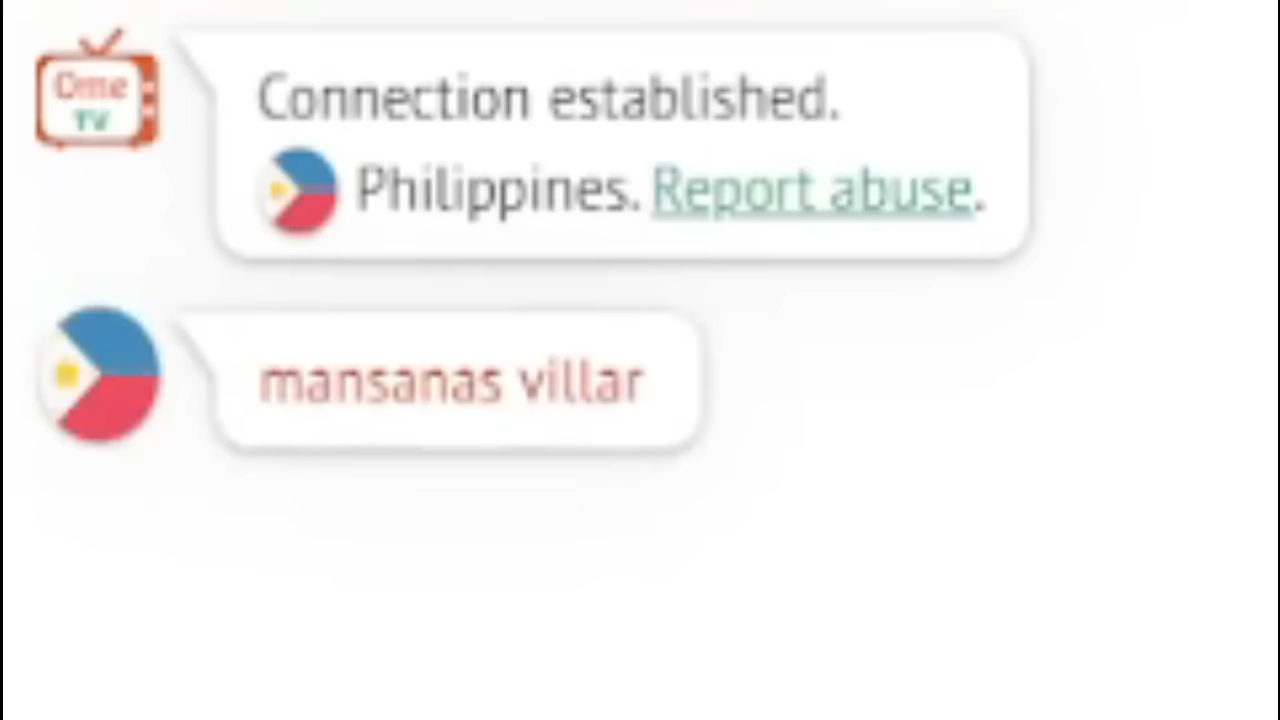 Ome
TV
Connection established.
Philippines. Report abuse.
mansanas villar